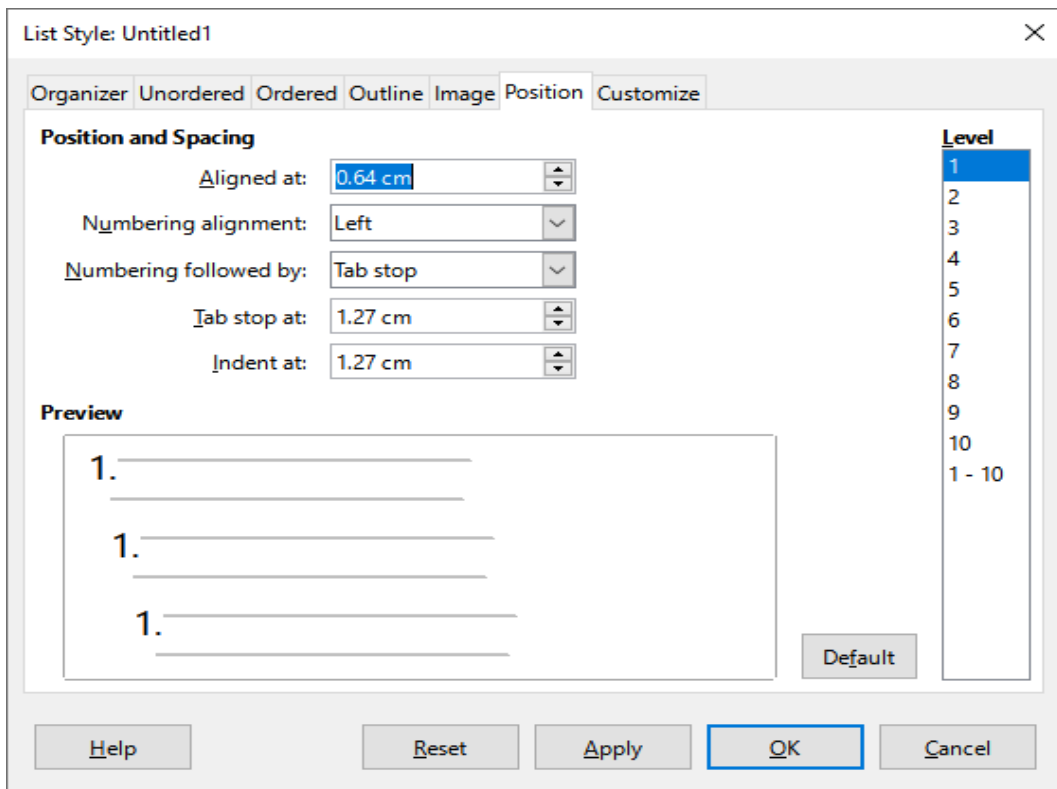 List Style: Untitled1
Organizer Unordered Ordered Outline Image Position Customize
Position and Spacing
Aligned at: 0.64 cm
Numbering alignment: Left
Numbering followed by: Tab stop
Tab stop at: 1.27 cm
Indent at: 1.27 cm
Preview
1.
1.
1.
Level
1
2
3
4
5
6
7
8
9
10
1 - 10
Default
Help Reset Apply OK Cancel